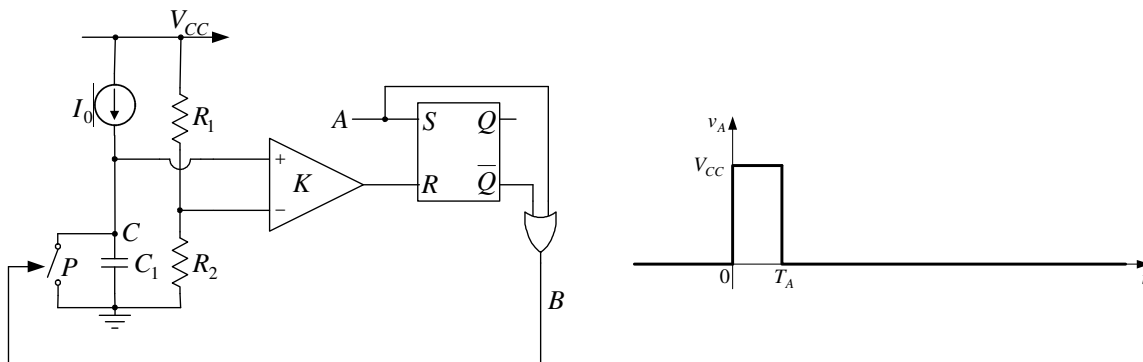 V_CC
I_0
R_1
A
S
Q
+
K
R
Q̅
−
C
P
C_1
R_2
B
v_A
V_CC
0
T_A